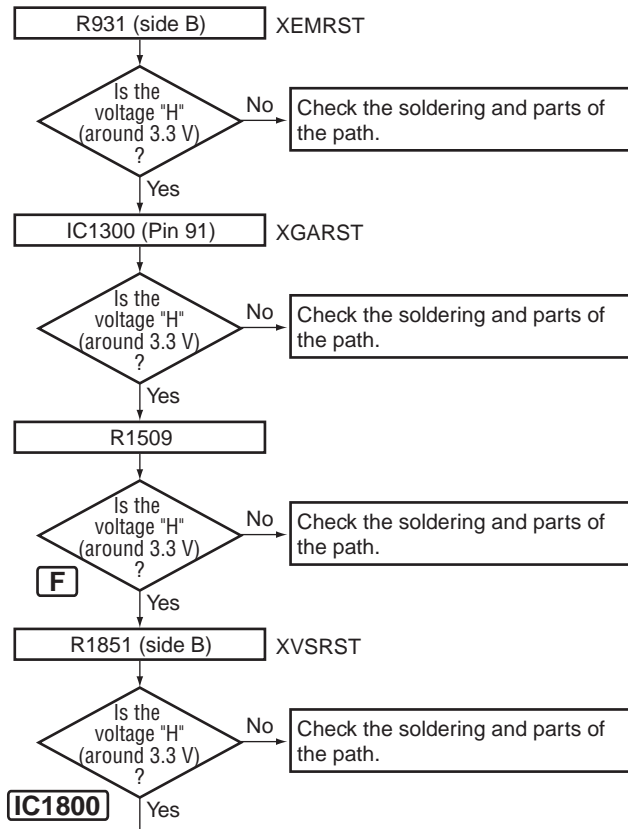 R931 (side B) XEMRST
Is the
voltage "H"
(around 3.3 V)
?
No
Check the soldering and parts of
the path.
Yes
IC1300 (Pin 91) XGARST
Is the
voltage "H"
(around 3.3 V)
?
No
Check the soldering and parts of
the path.
Yes
R1509
Is the
voltage "H"
(around 3.3 V)
?
No
Check the soldering and parts of
the path.
F
Yes
R1851 (side B) XVSRST
Is the
voltage "H"
(around 3.3 V)
?
No
Check the soldering and parts of
the path.
IC1800
Yes